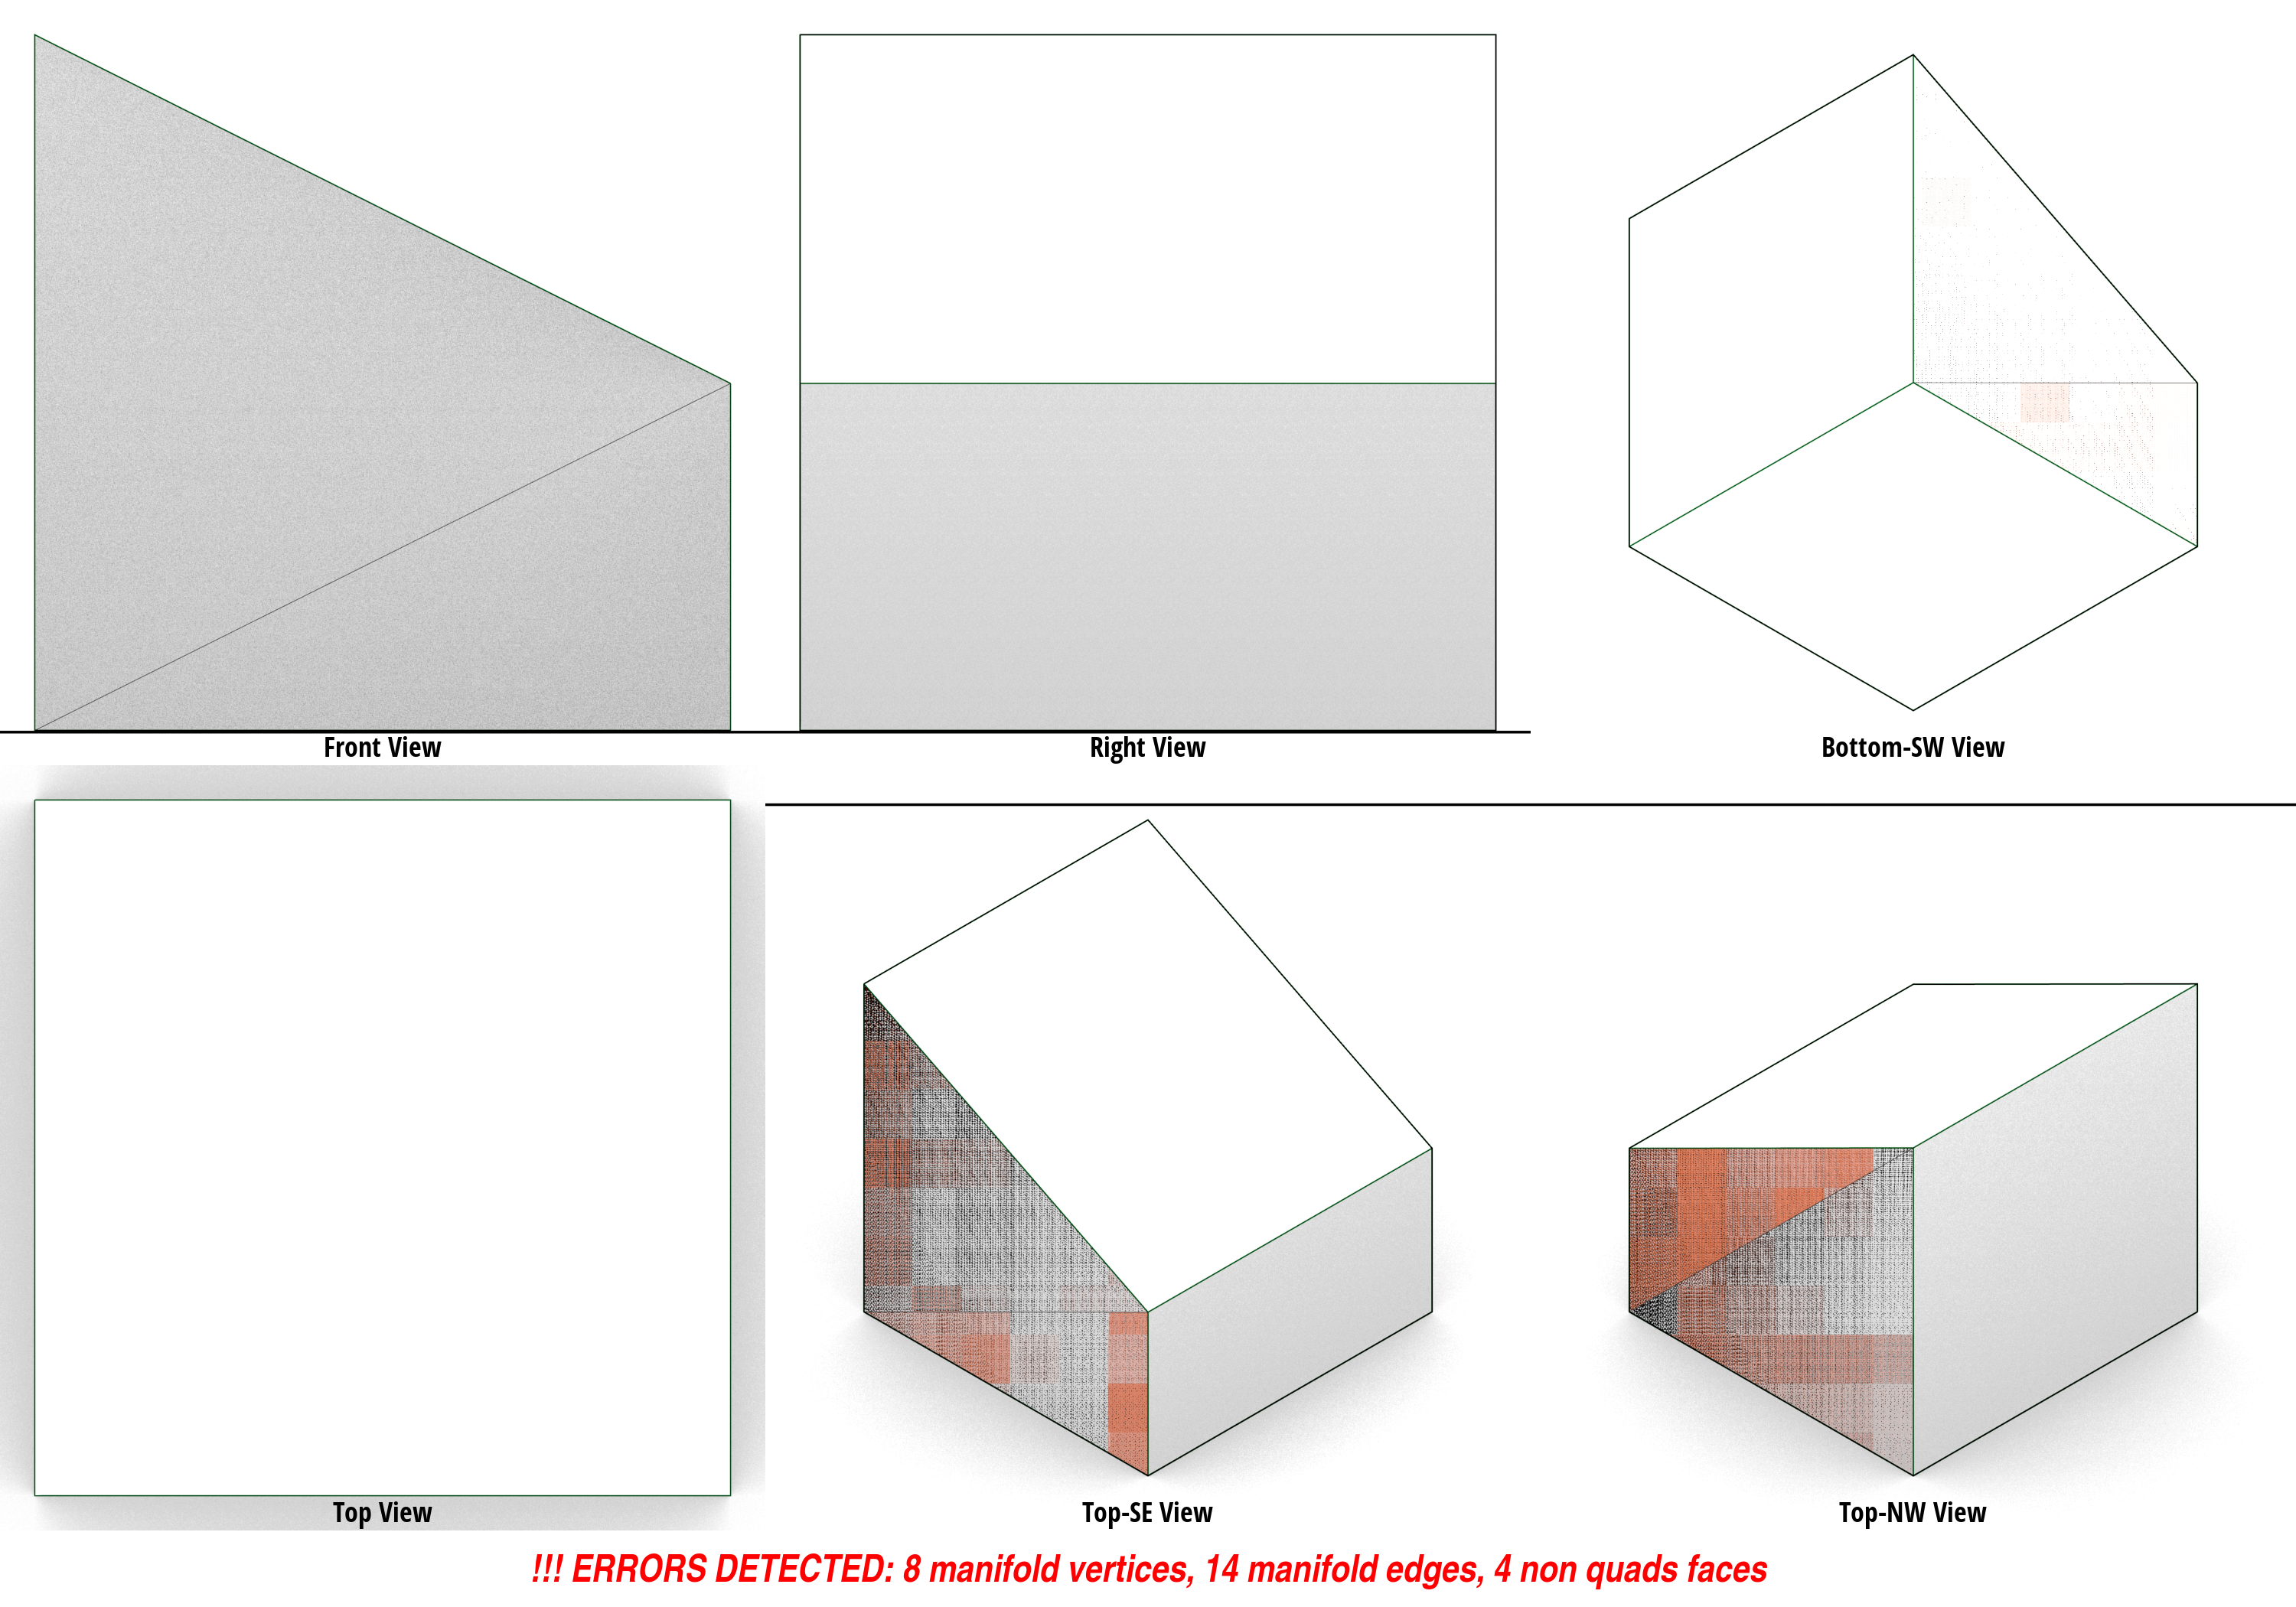 Front View
Right View
Bottom-SW View
Top View
Top-SE View
Top-NW View
!!! ERRORS DETECTED: 8 manifold vertices, 14 manifold edges, 4 non quads faces